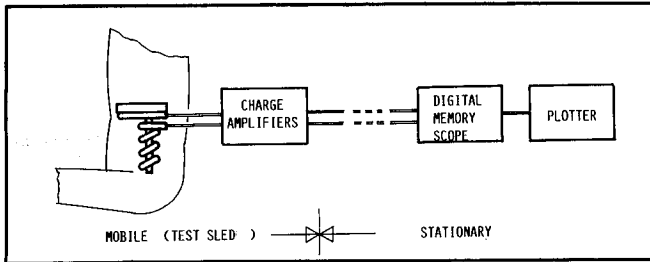 CHARGE
AMPLIFIERS
DIGITAL
MEMORY
SCOPE
PLOTTER
MOBILE (TEST SLED )
STATIONARY